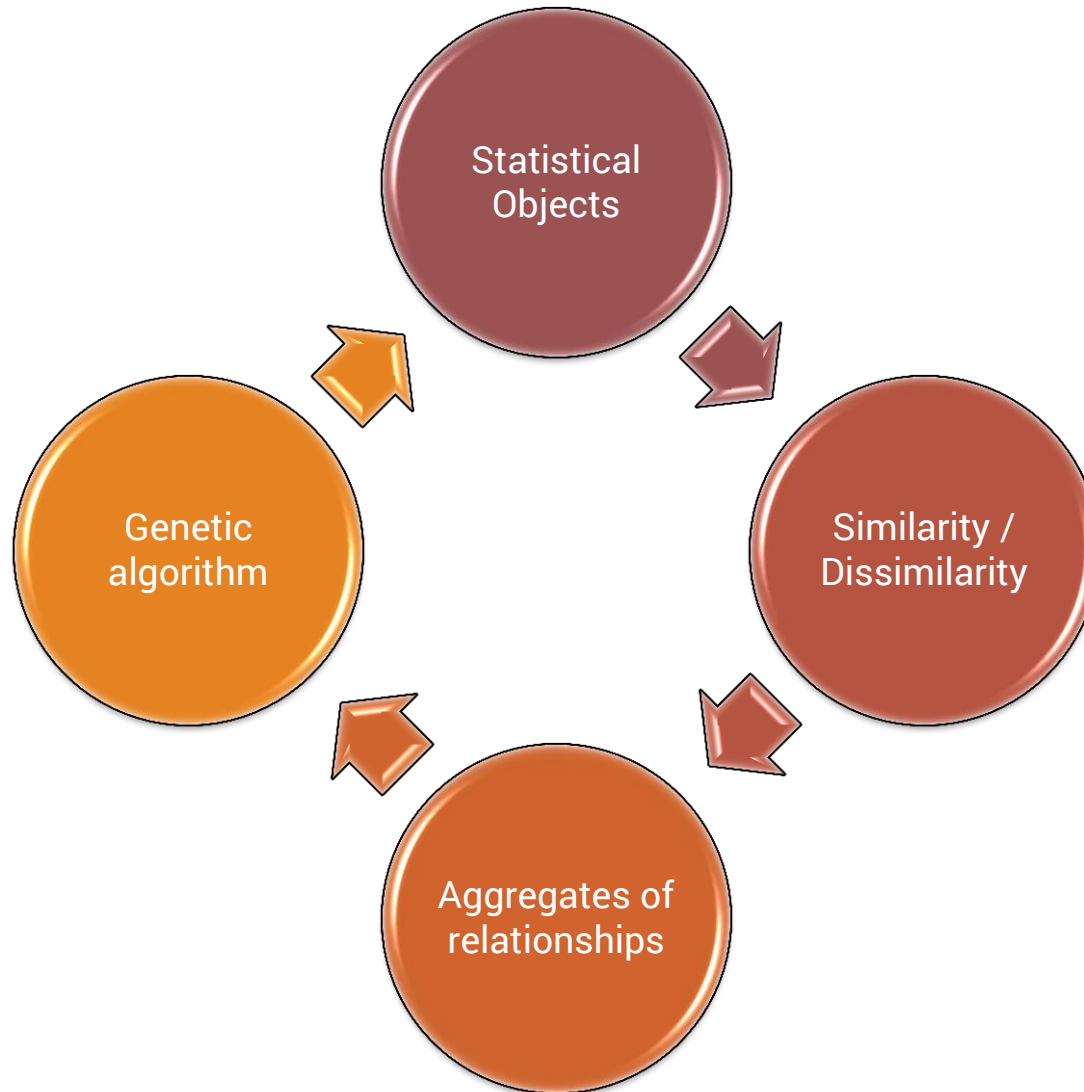 Statistical
Objects
Similarity /
Dissimilarity
Aggregates of
relationships
Genetic
algorithm